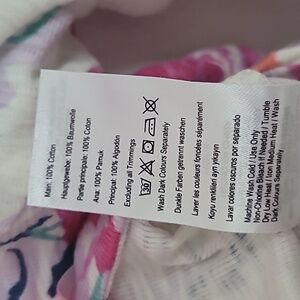 Main: 100% Cotton
Hauptgewebe: 100% Baumwolle
Partie principale: 100% Coton
Ana: 100% Pamuk
Principal: 100% Algodón
Excluding all Trimmings
30
Wash Dark Colours Separately
Dunkle Farben getrennt waschen
Laver les couleurs foncées séparément
Koyu renklileri ayrı yıkayın
Lavar colores oscuros por separado
Machine Wash Cold / Use Only
Non-Chlorine Bleach If Needed / Tumble
Dry Low Heat / Iron Medium Heat / Wash
Dark Colours Separately